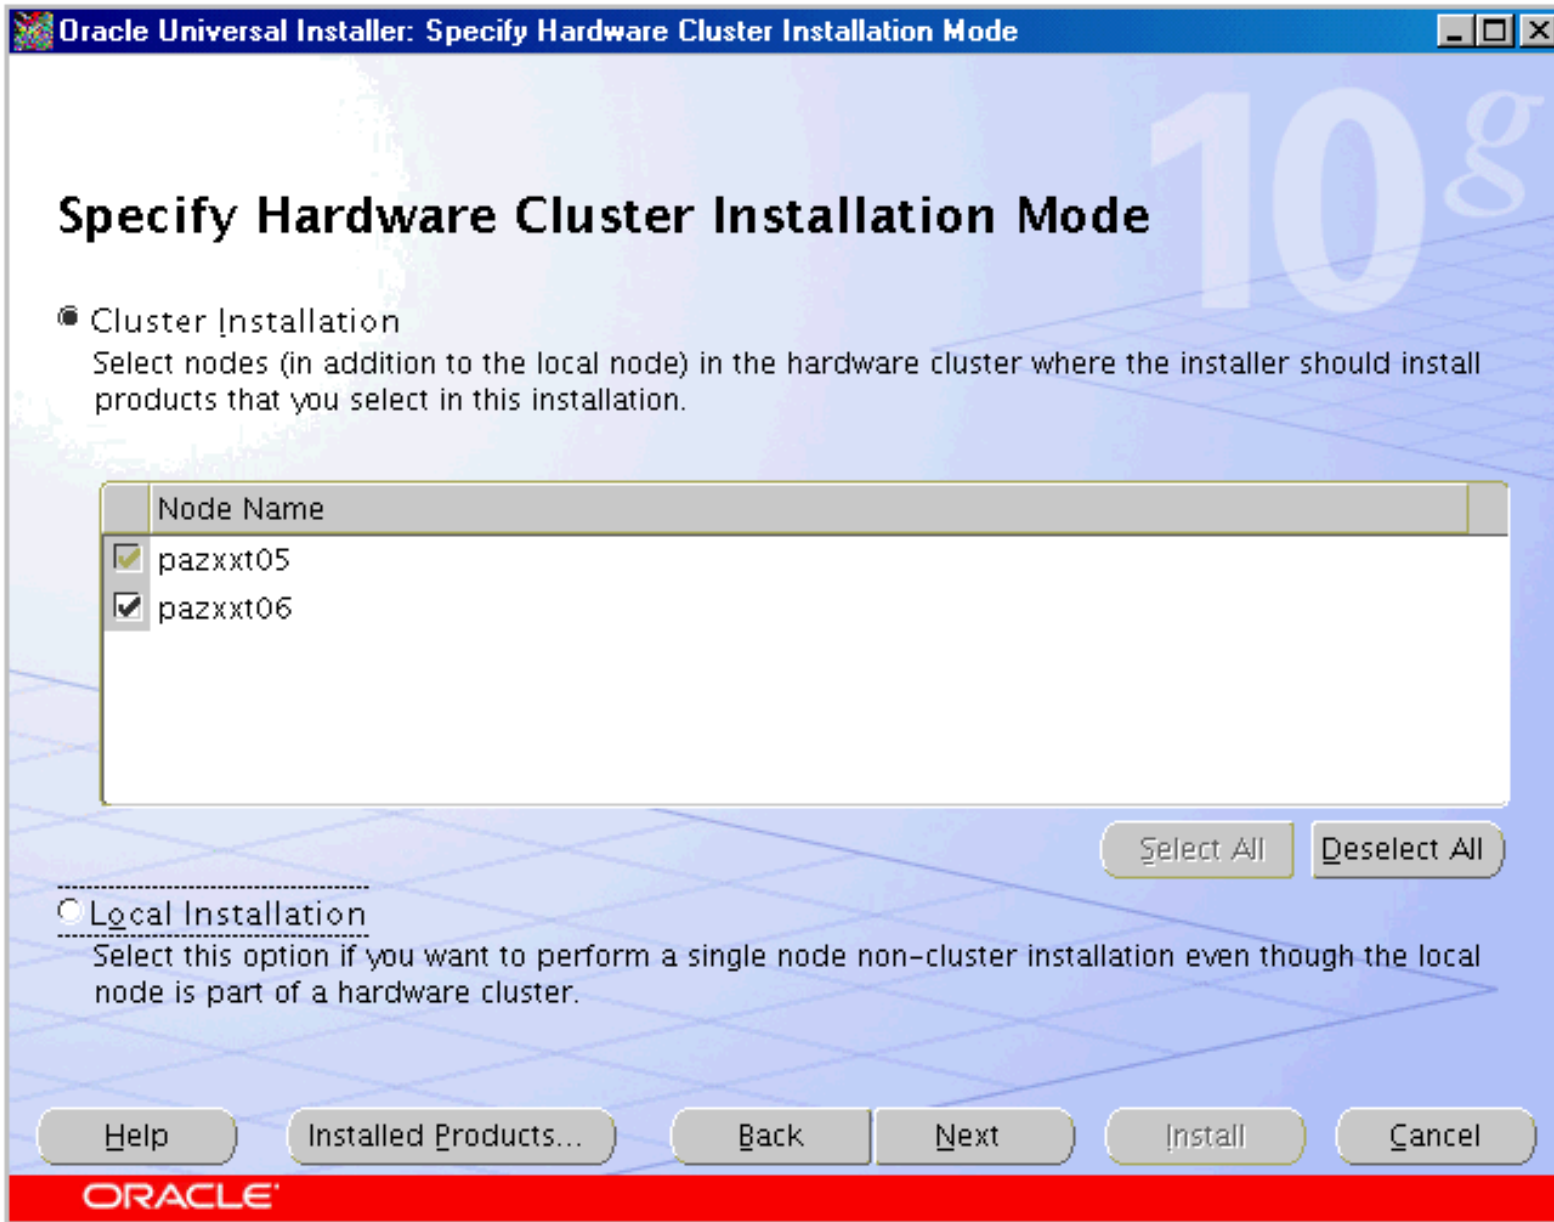 Oracle Universal Installer: Specify Hardware Cluster Installation Mode
10g
Specify Hardware Cluster Installation Mode
Cluster Installation
Select nodes (in addition to the local node) in the hardware cluster where the installer should install
products that you select in this installation.
Node Name
pazxxt05
pazxxt06
Select All
Deselect All
Local Installation
Select this option if you want to perform a single node non-cluster installation even though the local
node is part of a hardware cluster.
Help
Installed Products...
Back
Next
Install
Cancel
ORACLE